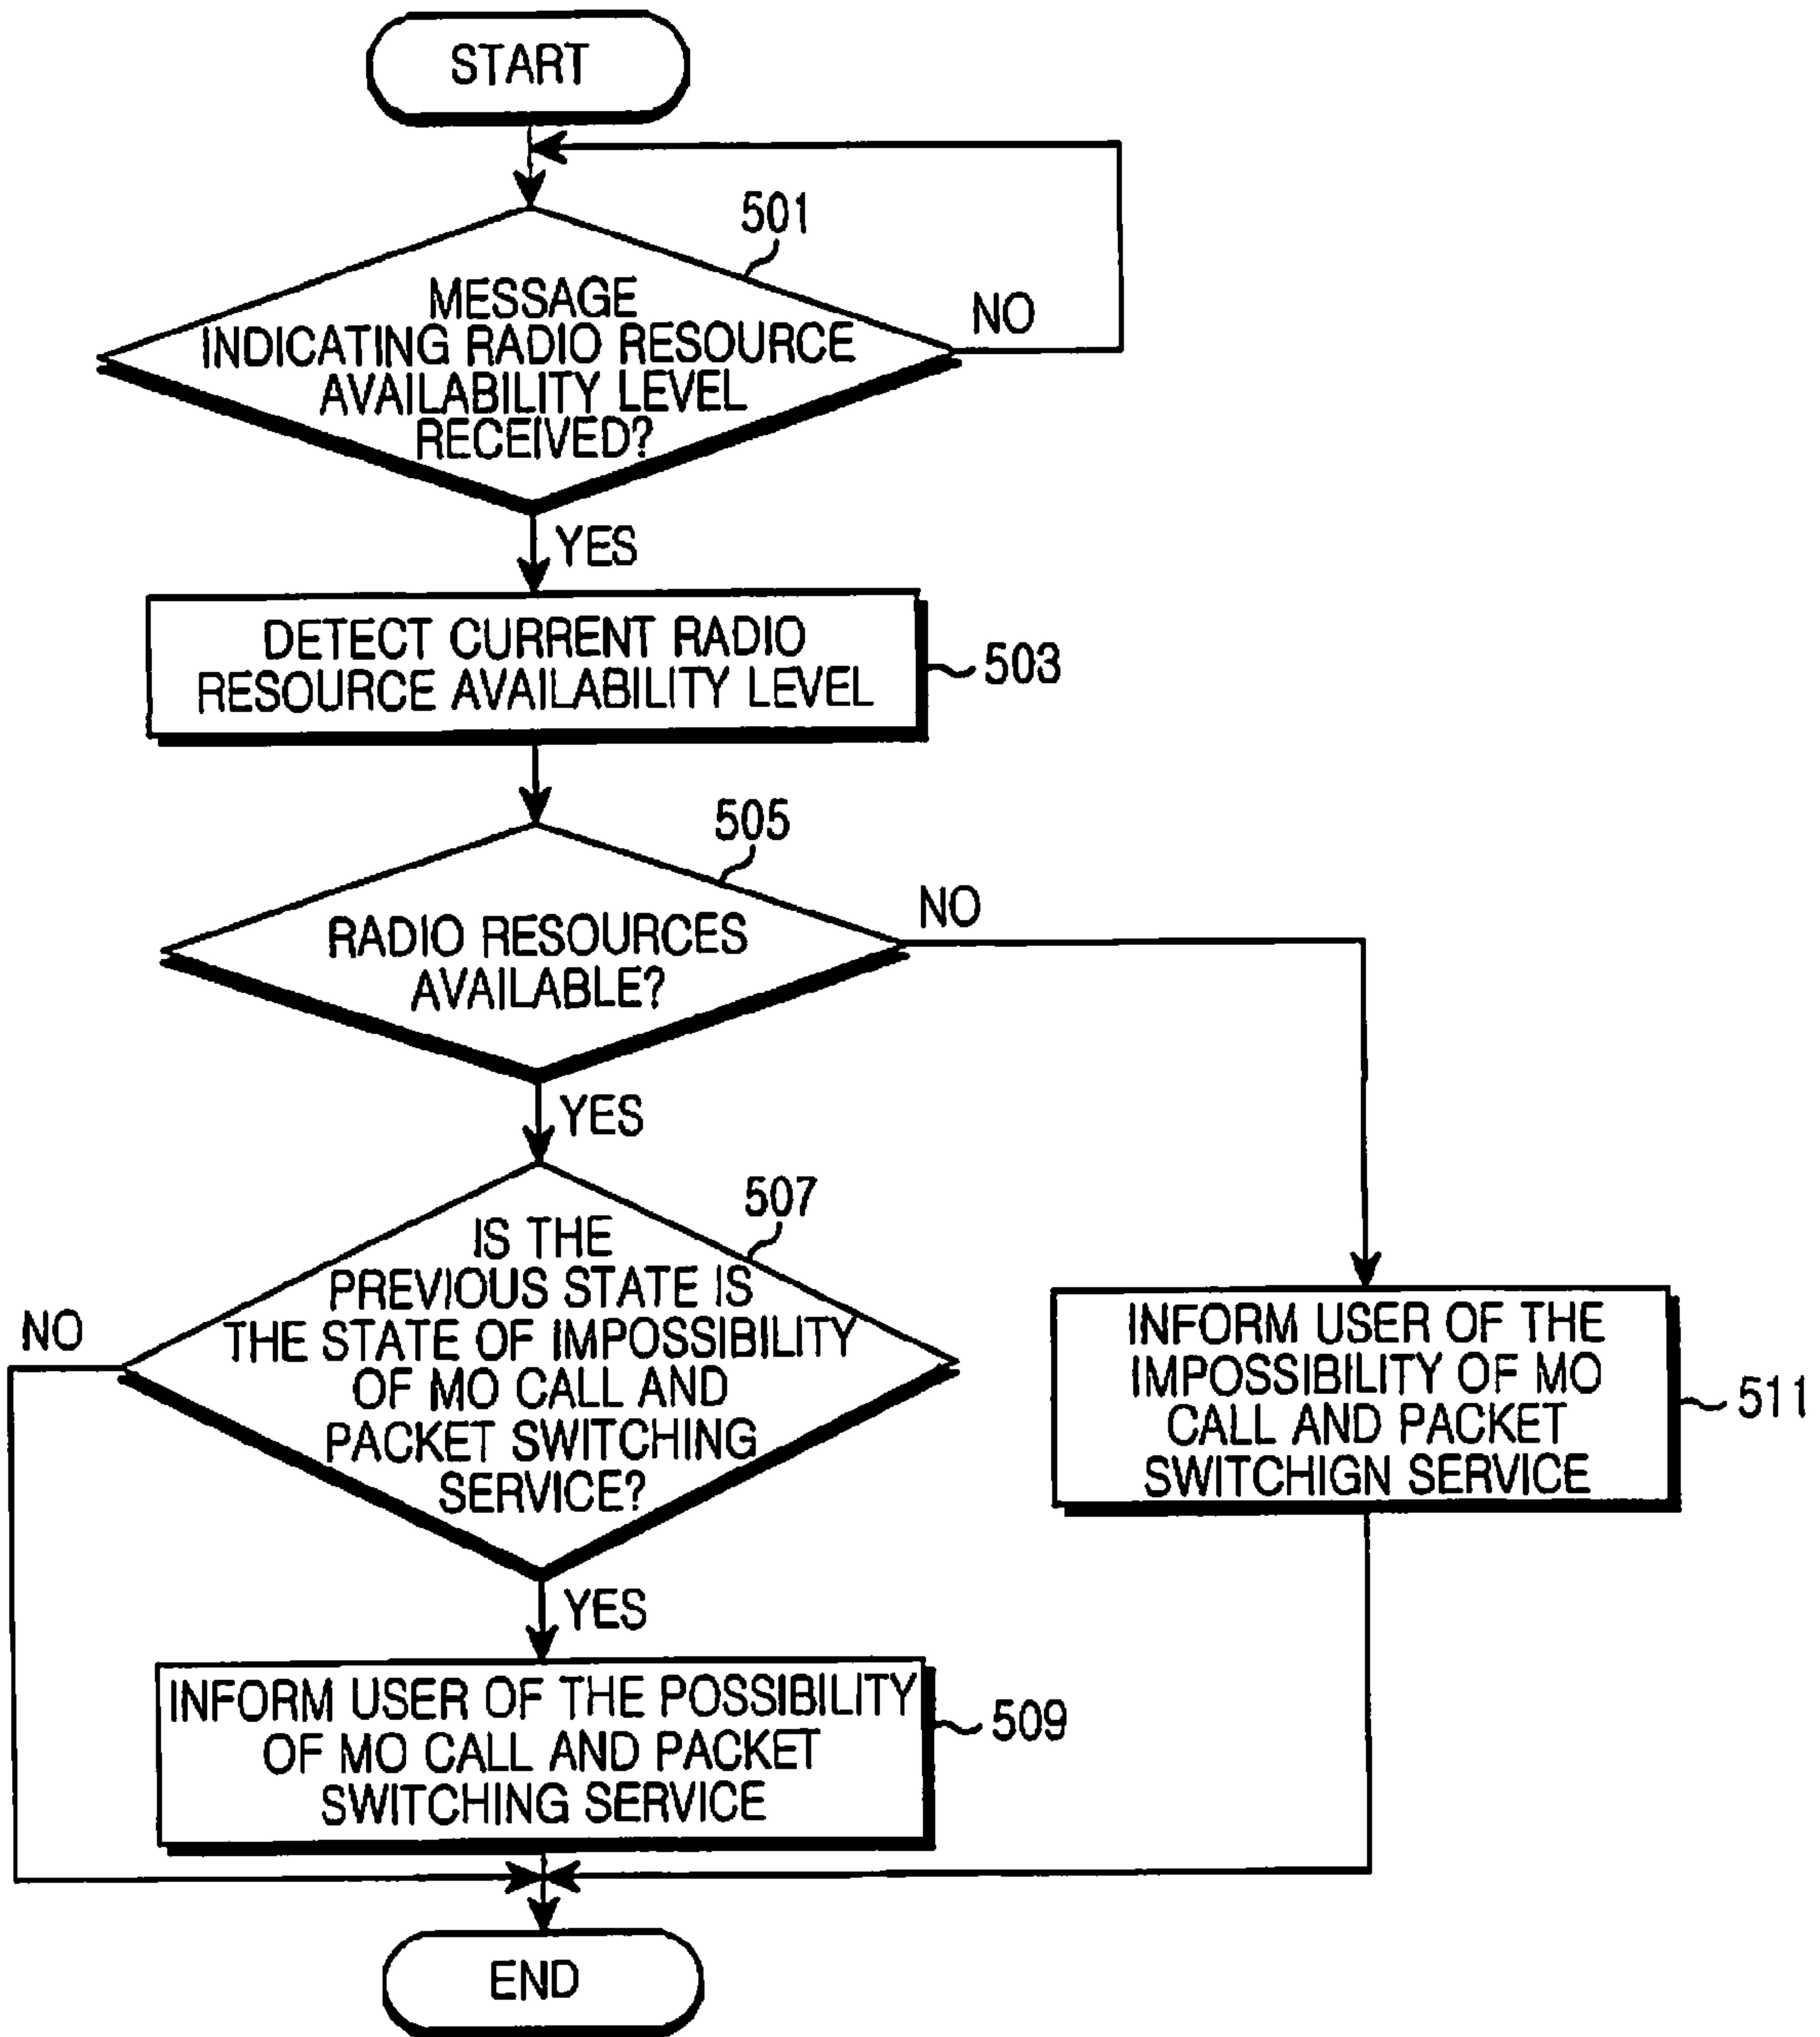 START
501
MESSAGE
INDICATING RADIO RESOURCE
AVAILABILITY LEVEL
RECEIVED?
NO
YES
DETECT CURRENT RADIO
RESOURCE AVAILABILITY LEVEL
503
505
RADIO RESOURCES
AVAILABLE?
NO
YES
507
IS THE
PREVIOUS STATE IS
THE STATE OF IMPOSSIBILITY
OF MO CALL AND
PACKET SWITCHING
SERVICE?
NO
YES
INFORM USER OF THE
IMPOSSIBILITY OF MO
CALL AND PACKET
SWITCHIGN SERVICE
511
INFORM USER OF THE POSSIBILITY
OF MO CALL AND PACKET
SWITCHING SERVICE
509
END